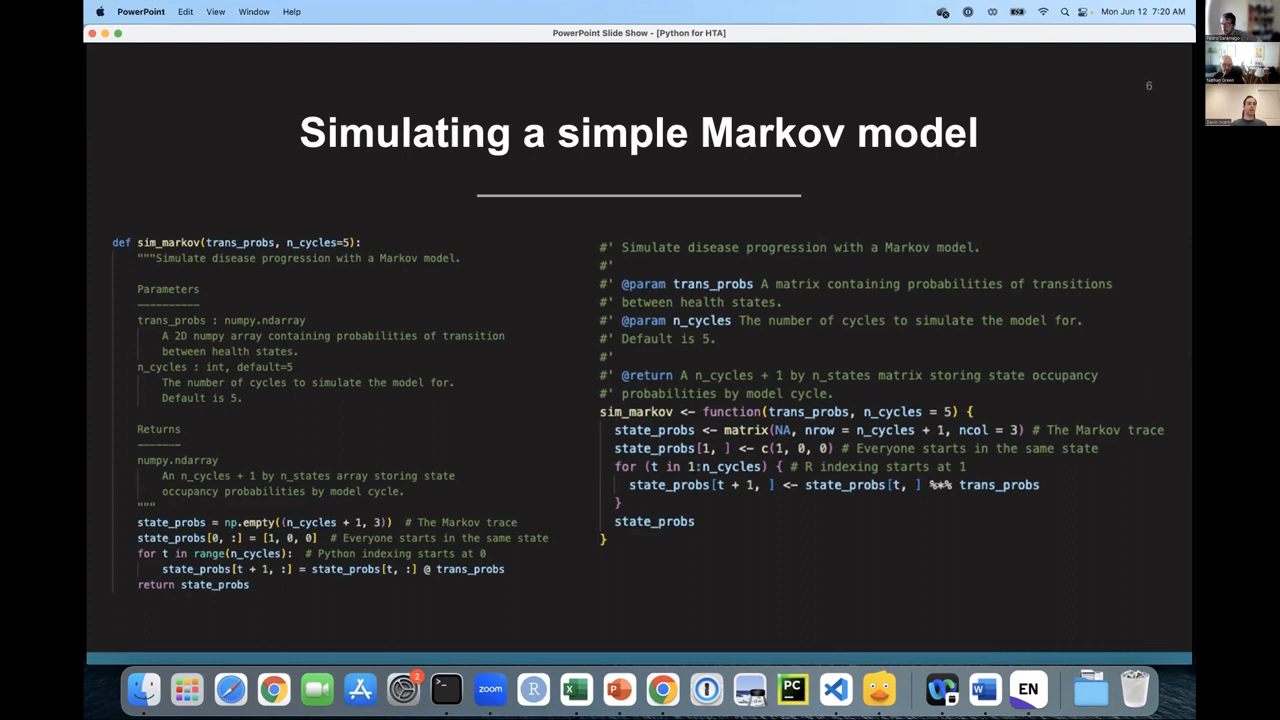 PowerPoint Edit View Window Help Mon Jun 12 7:20 AM
PowerPoint Slide Show - [Python for HTA]
6
Simulating a simple Markov model
def sim_markov(trans_probs, n_cycles=5):
"""Simulate disease progression with a Markov model.
Parameters
----------
trans_probs : numpy.ndarray
A 2D numpy array containing probabilities of transition
between health states.
n_cycles : int, default=5
The number of cycles to simulate the model for.
Default is 5.
Returns
-------
numpy.ndarray
An n_cycles + 1 by n_states array storing state
occupancy probabilities by model cycle.
"""
state_probs = np.empty((n_cycles + 1, 3)) # The Markov trace
state_probs[0, :] = [1, 0, 0] # Everyone starts in the same state
for t in range(n_cycles): # Python indexing starts at 0
state_probs[t + 1, :] = state_probs[t, :] @ trans_probs
return state_probs
#' Simulate disease progression with a Markov model.
#'
#' @param trans_probs A matrix containing probabilities of transitions
#' between health states.
#' @param n_cycles The number of cycles to simulate the model for.
#' Default is 5.
#'
#' @return A n_cycles + 1 by n_states matrix storing state occupancy
#' probabilities by model cycle.
sim_markov <- function(trans_probs, n_cycles = 5) {
state_probs <- matrix(NA, nrow = n_cycles + 1, ncol = 3) # The Markov trace
state_probs[1, ] <- c(1, 0, 0) # Everyone starts in the same state
for (t in 1:n_cycles) { # R indexing starts at 1
state_probs[t + 1, ] <- state_probs[t, ] %*% trans_probs
}
state_probs
}
2
zoom
R
PC
EN